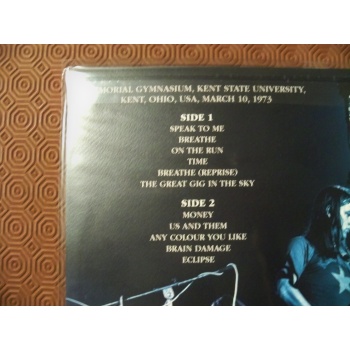 MORIAL GYMNASIUM, KENT STATE UNIVERSITY,
KENT, OHIO, USA, MARCH 10, 1973
SIDE 1
SPEAK TO ME
BREATHE
ON THE RUN
TIME
BREATHE (REPRISE)
THE GREAT GIG IN THE SKY
SIDE 2
MONEY
US AND THEM
ANY COLOUR YOU LIKE
BRAIN DAMAGE
ECLIPSE